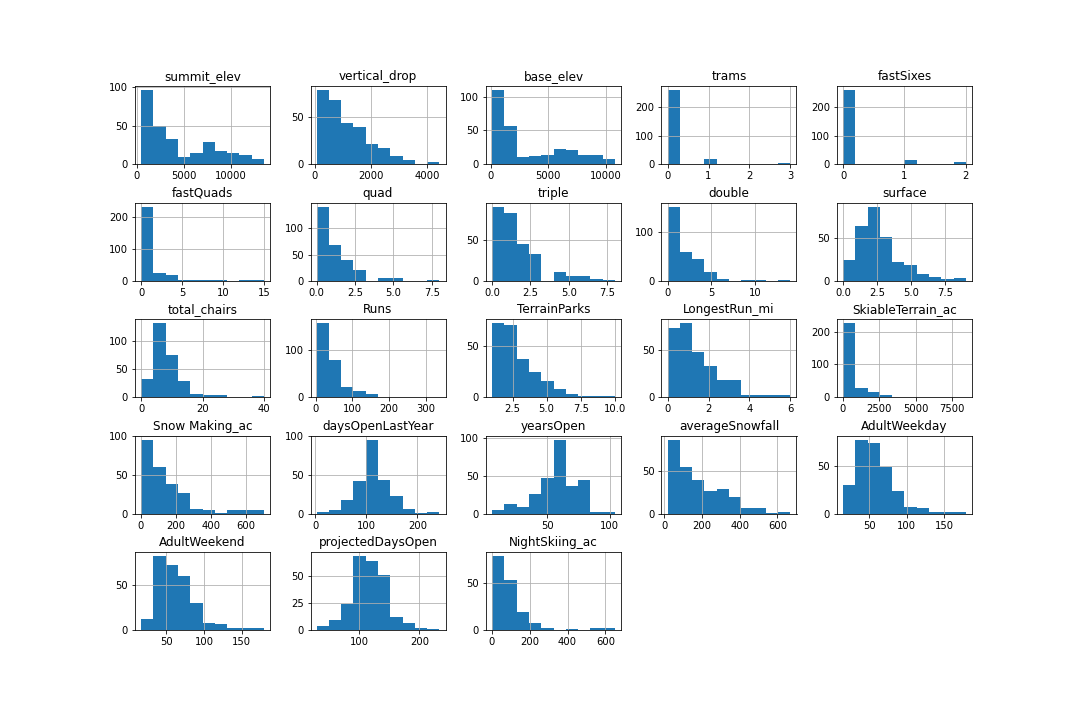 summit_elev vertical_drop base_elev trams fastSixes
100
50
0
0 5000 10000
50
0
0 2000 4000
100
50
0
0 5000 10000
200
100
0
0 1 2 3
200
100
0
0 1 2
fastQuads quad triple double surface
200
100
0
0 5 10 15
100
50
0
0.0 2.5 5.0 7.5
50
0
0.0 2.5 5.0 7.5
100
0
0 5 10
50
0
0.0 2.5 5.0 7.5
total_chairs Runs TerrainParks LongestRun_mi SkiableTerrain_ac
100
50
0
0 20 40
100
0
0 100 200 300
50
25
0
2.5 5.0 7.5 10.0
50
0
0 2 4 6
200
100
0
0 2500 5000 7500
Snow Making_ac daysOpenLastYear yearsOpen averageSnowfall AdultWeekday
100
50
0
0 200 400 600
50
0
0 100 200
100
50
0
50 100
50
0
0 200 400 600
50
0
50 100 150
AdultWeekend projectedDaysOpen NightSkiing_ac
50
0
50 100 150
50
25
0
100 200
50
0
0 200 400 600